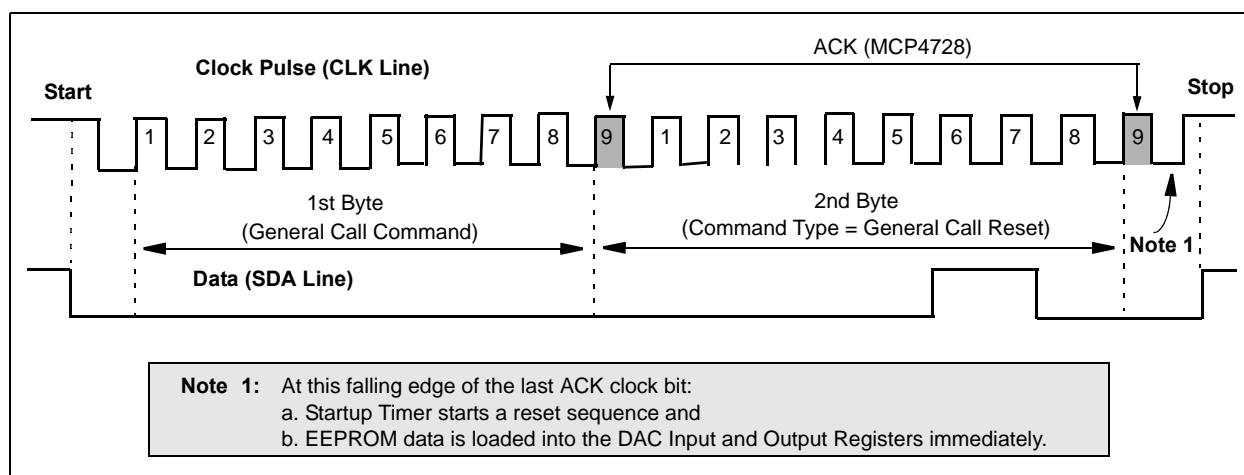 ACK (MCP4728)
Clock Pulse (CLK Line)
Start
Stop
1 2 3 4 5 6 7 8 9 1 2 3 4 5 6 7 8 9
1st Byte
(General Call Command)
2nd Byte
(Command Type = General Call Reset)
Note 1
Data (SDA Line)
Note 1: At this falling edge of the last ACK clock bit:
a. Startup Timer starts a reset sequence and
b. EEPROM data is loaded into the DAC Input and Output Registers immediately.